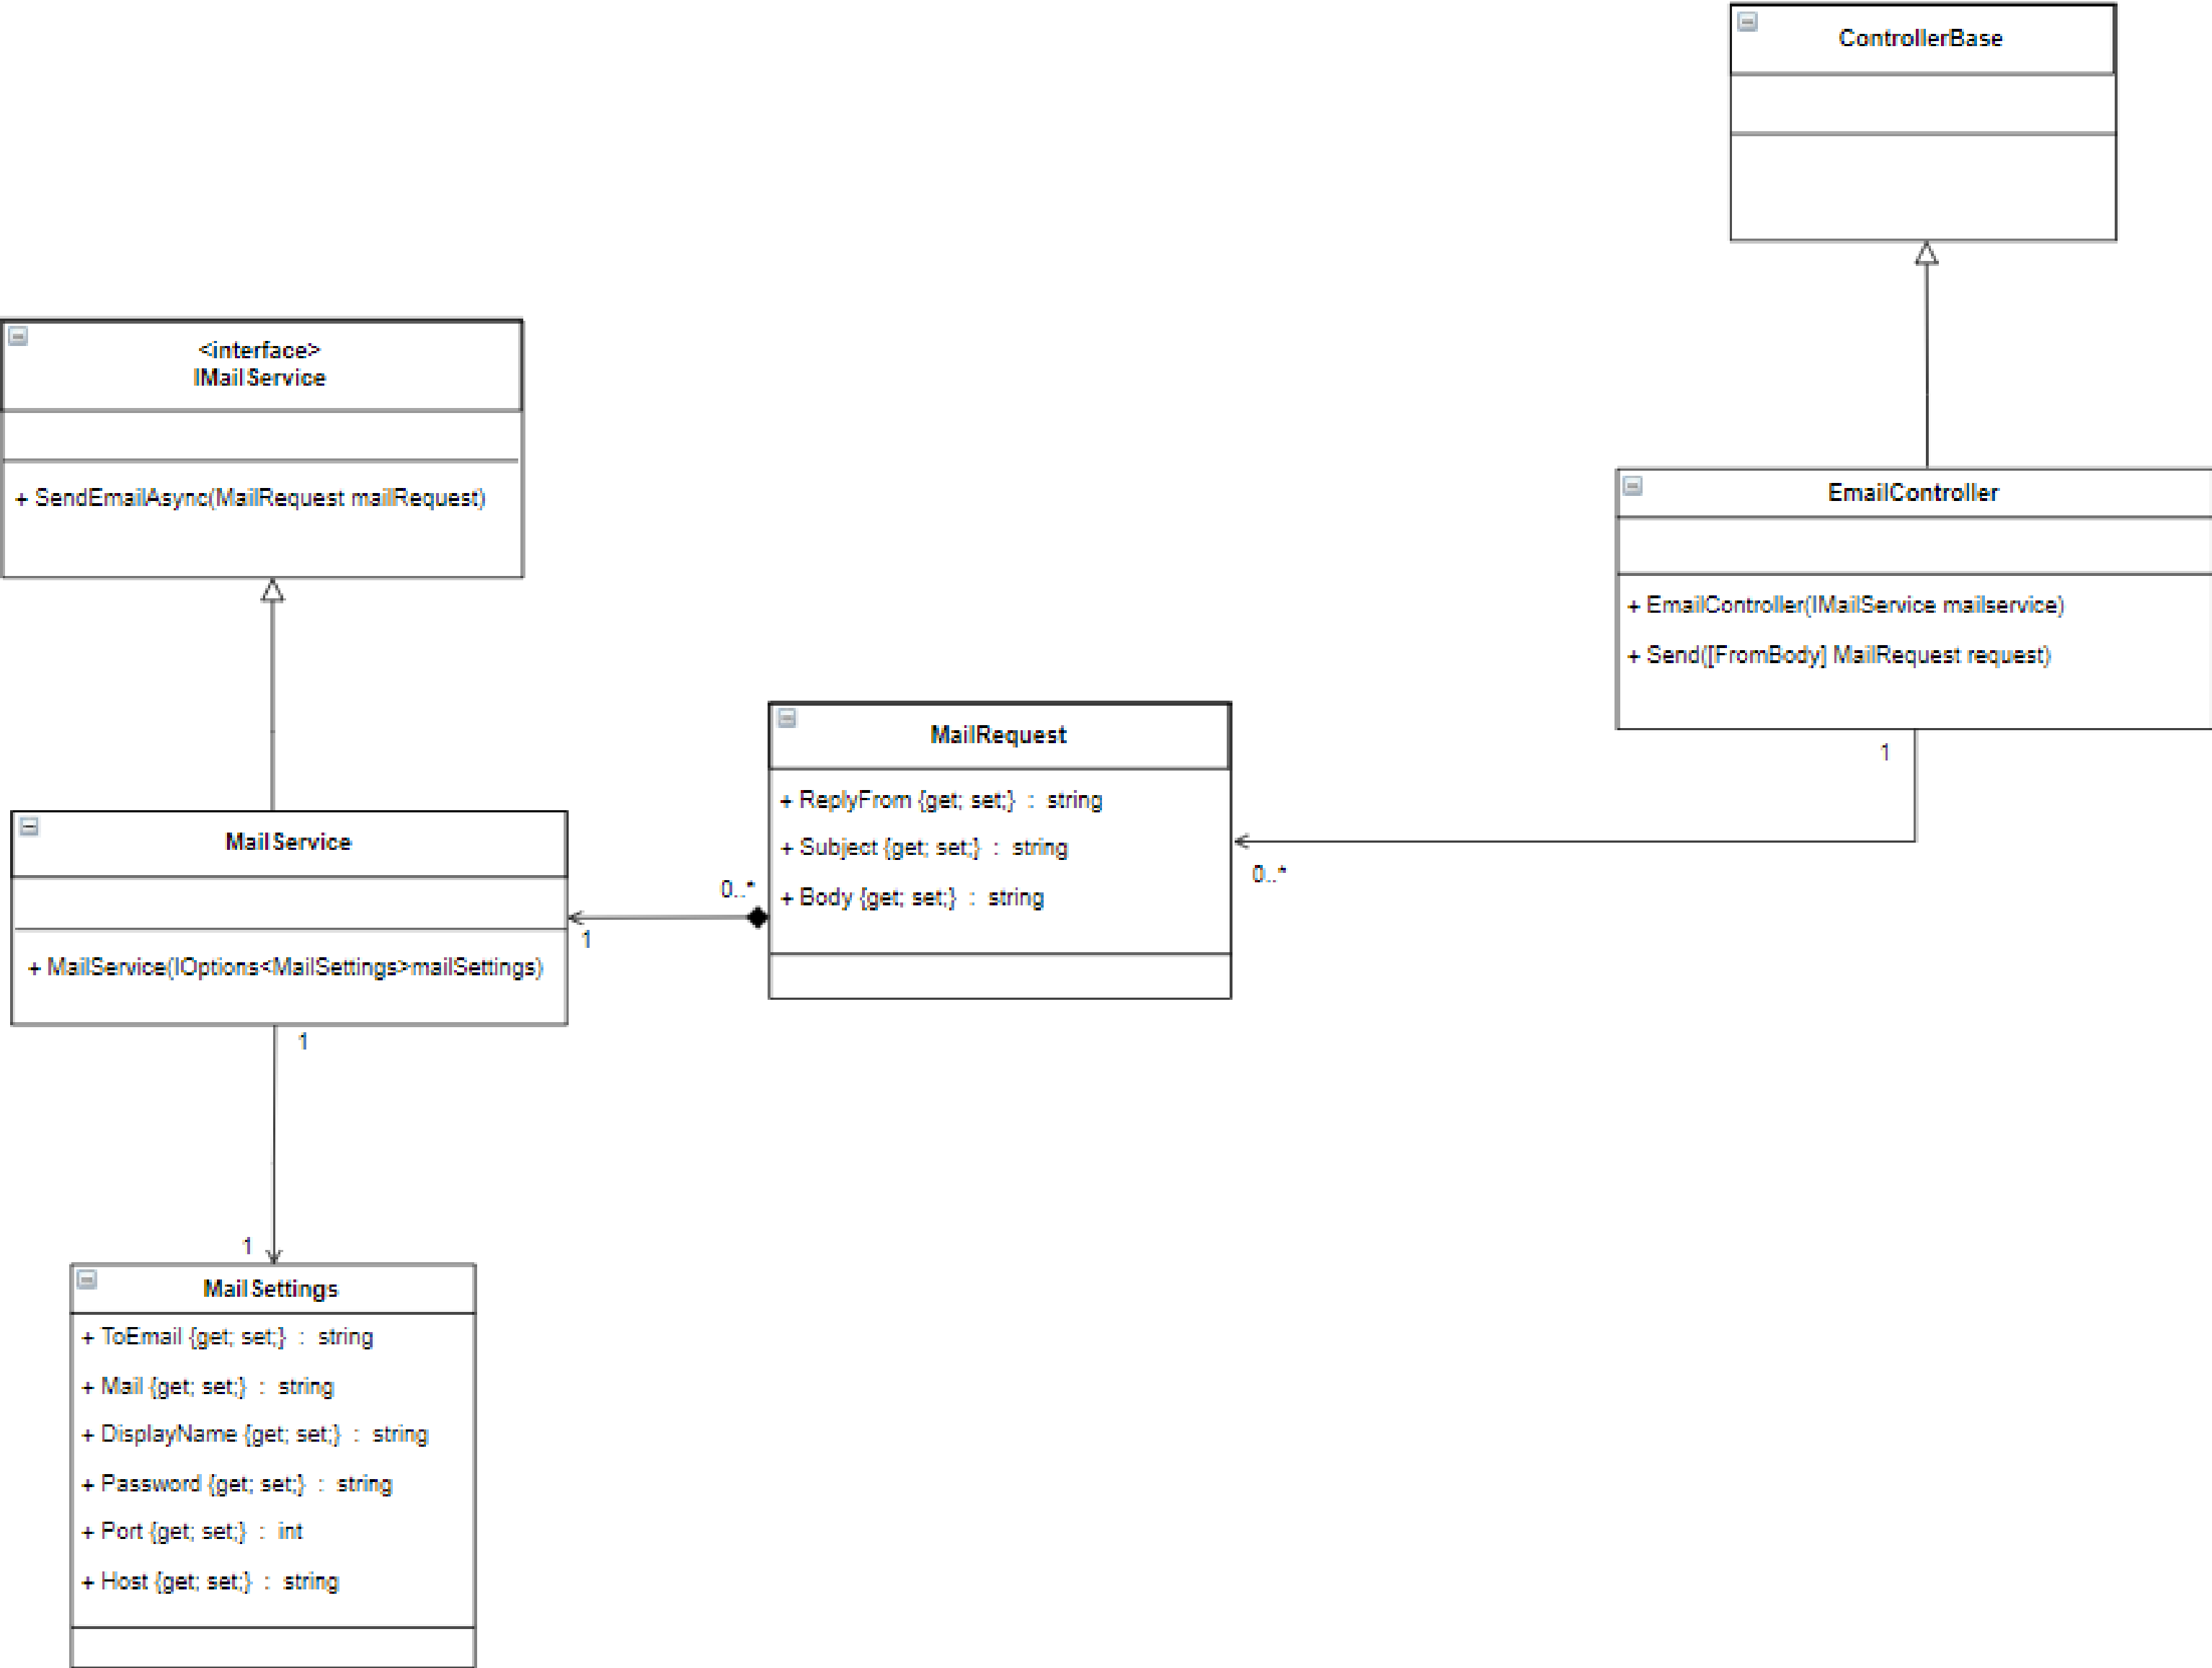 ControllerBase
<interface>
IMailService
+ SendEmailAsync(MailRequest mailRequest)
EmailController
+ EmailController(IMailService mailservice)
+ Send([FromBody] MailRequest request)
1
0..*
MailRequest
+ ReplyFrom {get; set;} : string
+ Subject {get; set;} : string
+ Body {get; set;} : string
0..*
1
MailService
+ MailService(IOptions<MailSettings>mailSettings)
1
1
MailSettings
+ ToEmail {get; set;} : string
+ Mail {get; set;} : string
+ DisplayName {get; set;} : string
+ Password {get; set;} : string
+ Port {get; set;} : int
+ Host {get; set;} : string